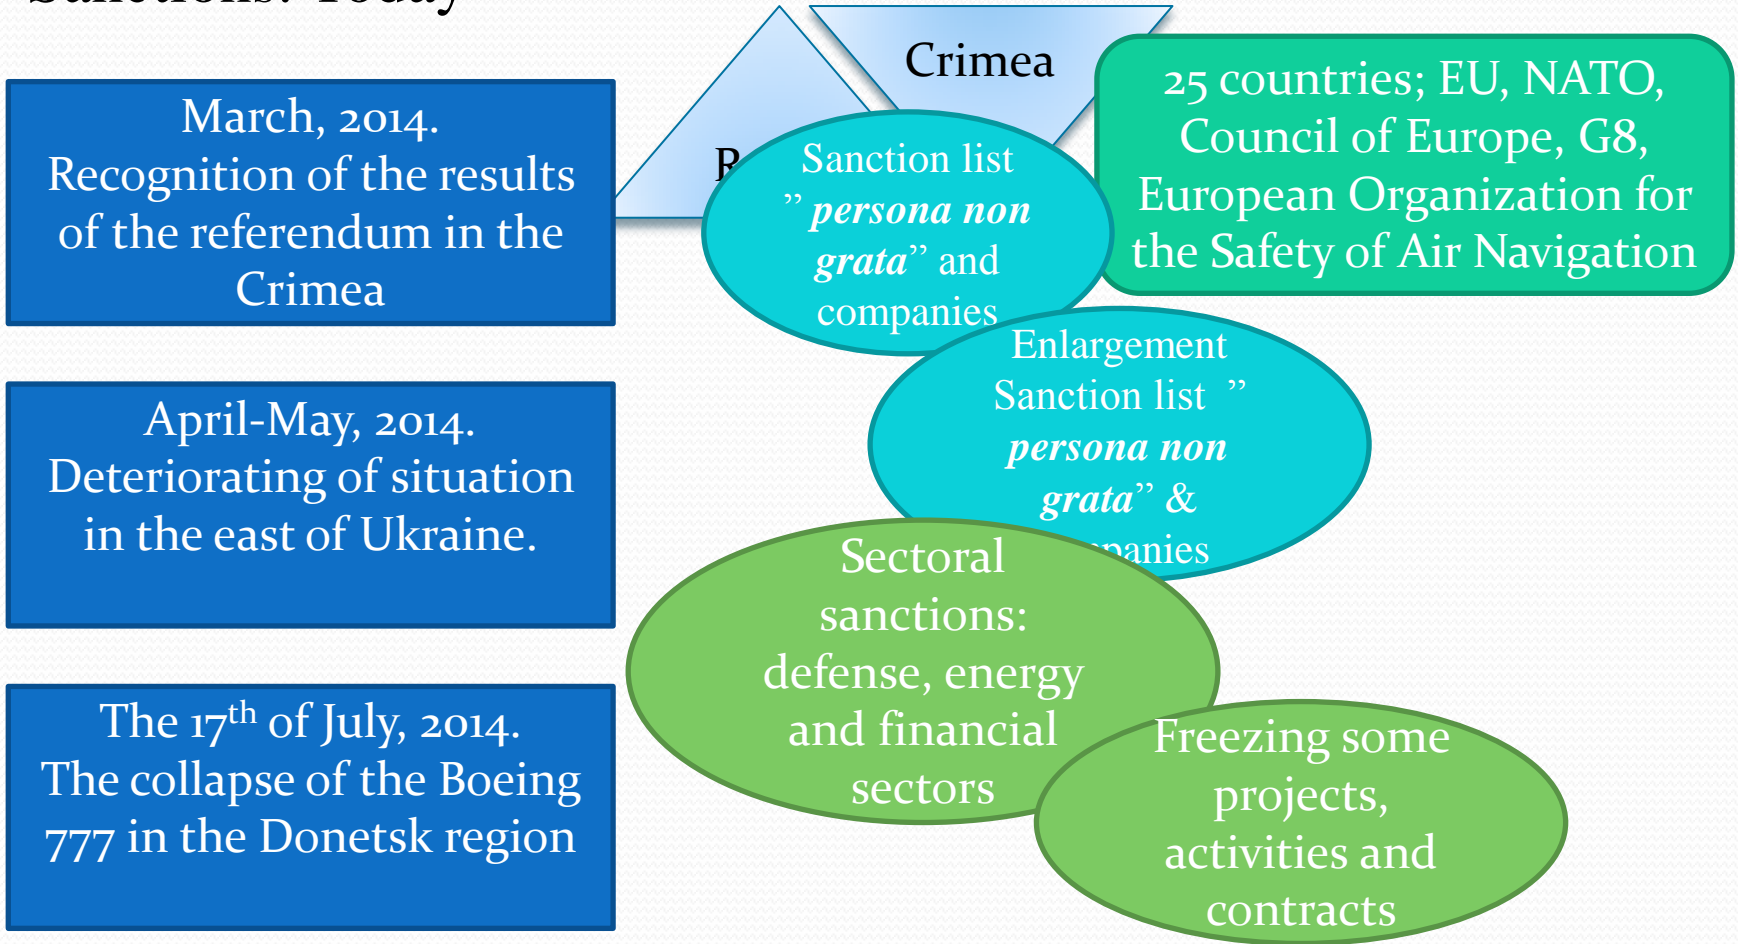 Sanctions: Today
Crimea
March, 2014.
Recognition of the results
of the referendum in the
Crimea
Sanction list
” persona non
grata” and
companies
25 countries; EU, NATO,
Council of Europe, G8,
European Organization for
the Safety of Air Navigation
April-May, 2014.
Deteriorating of situation
in the east of Ukraine.
Enlargement
Sanction list ”
persona non
grata” &
The 17th of July, 2014.
The collapse of the Boeing
777 in the Donetsk region
Sectoral
sanctions:
defense, energy
and financial
sectors
Freezing some
projects,
activities and
contracts